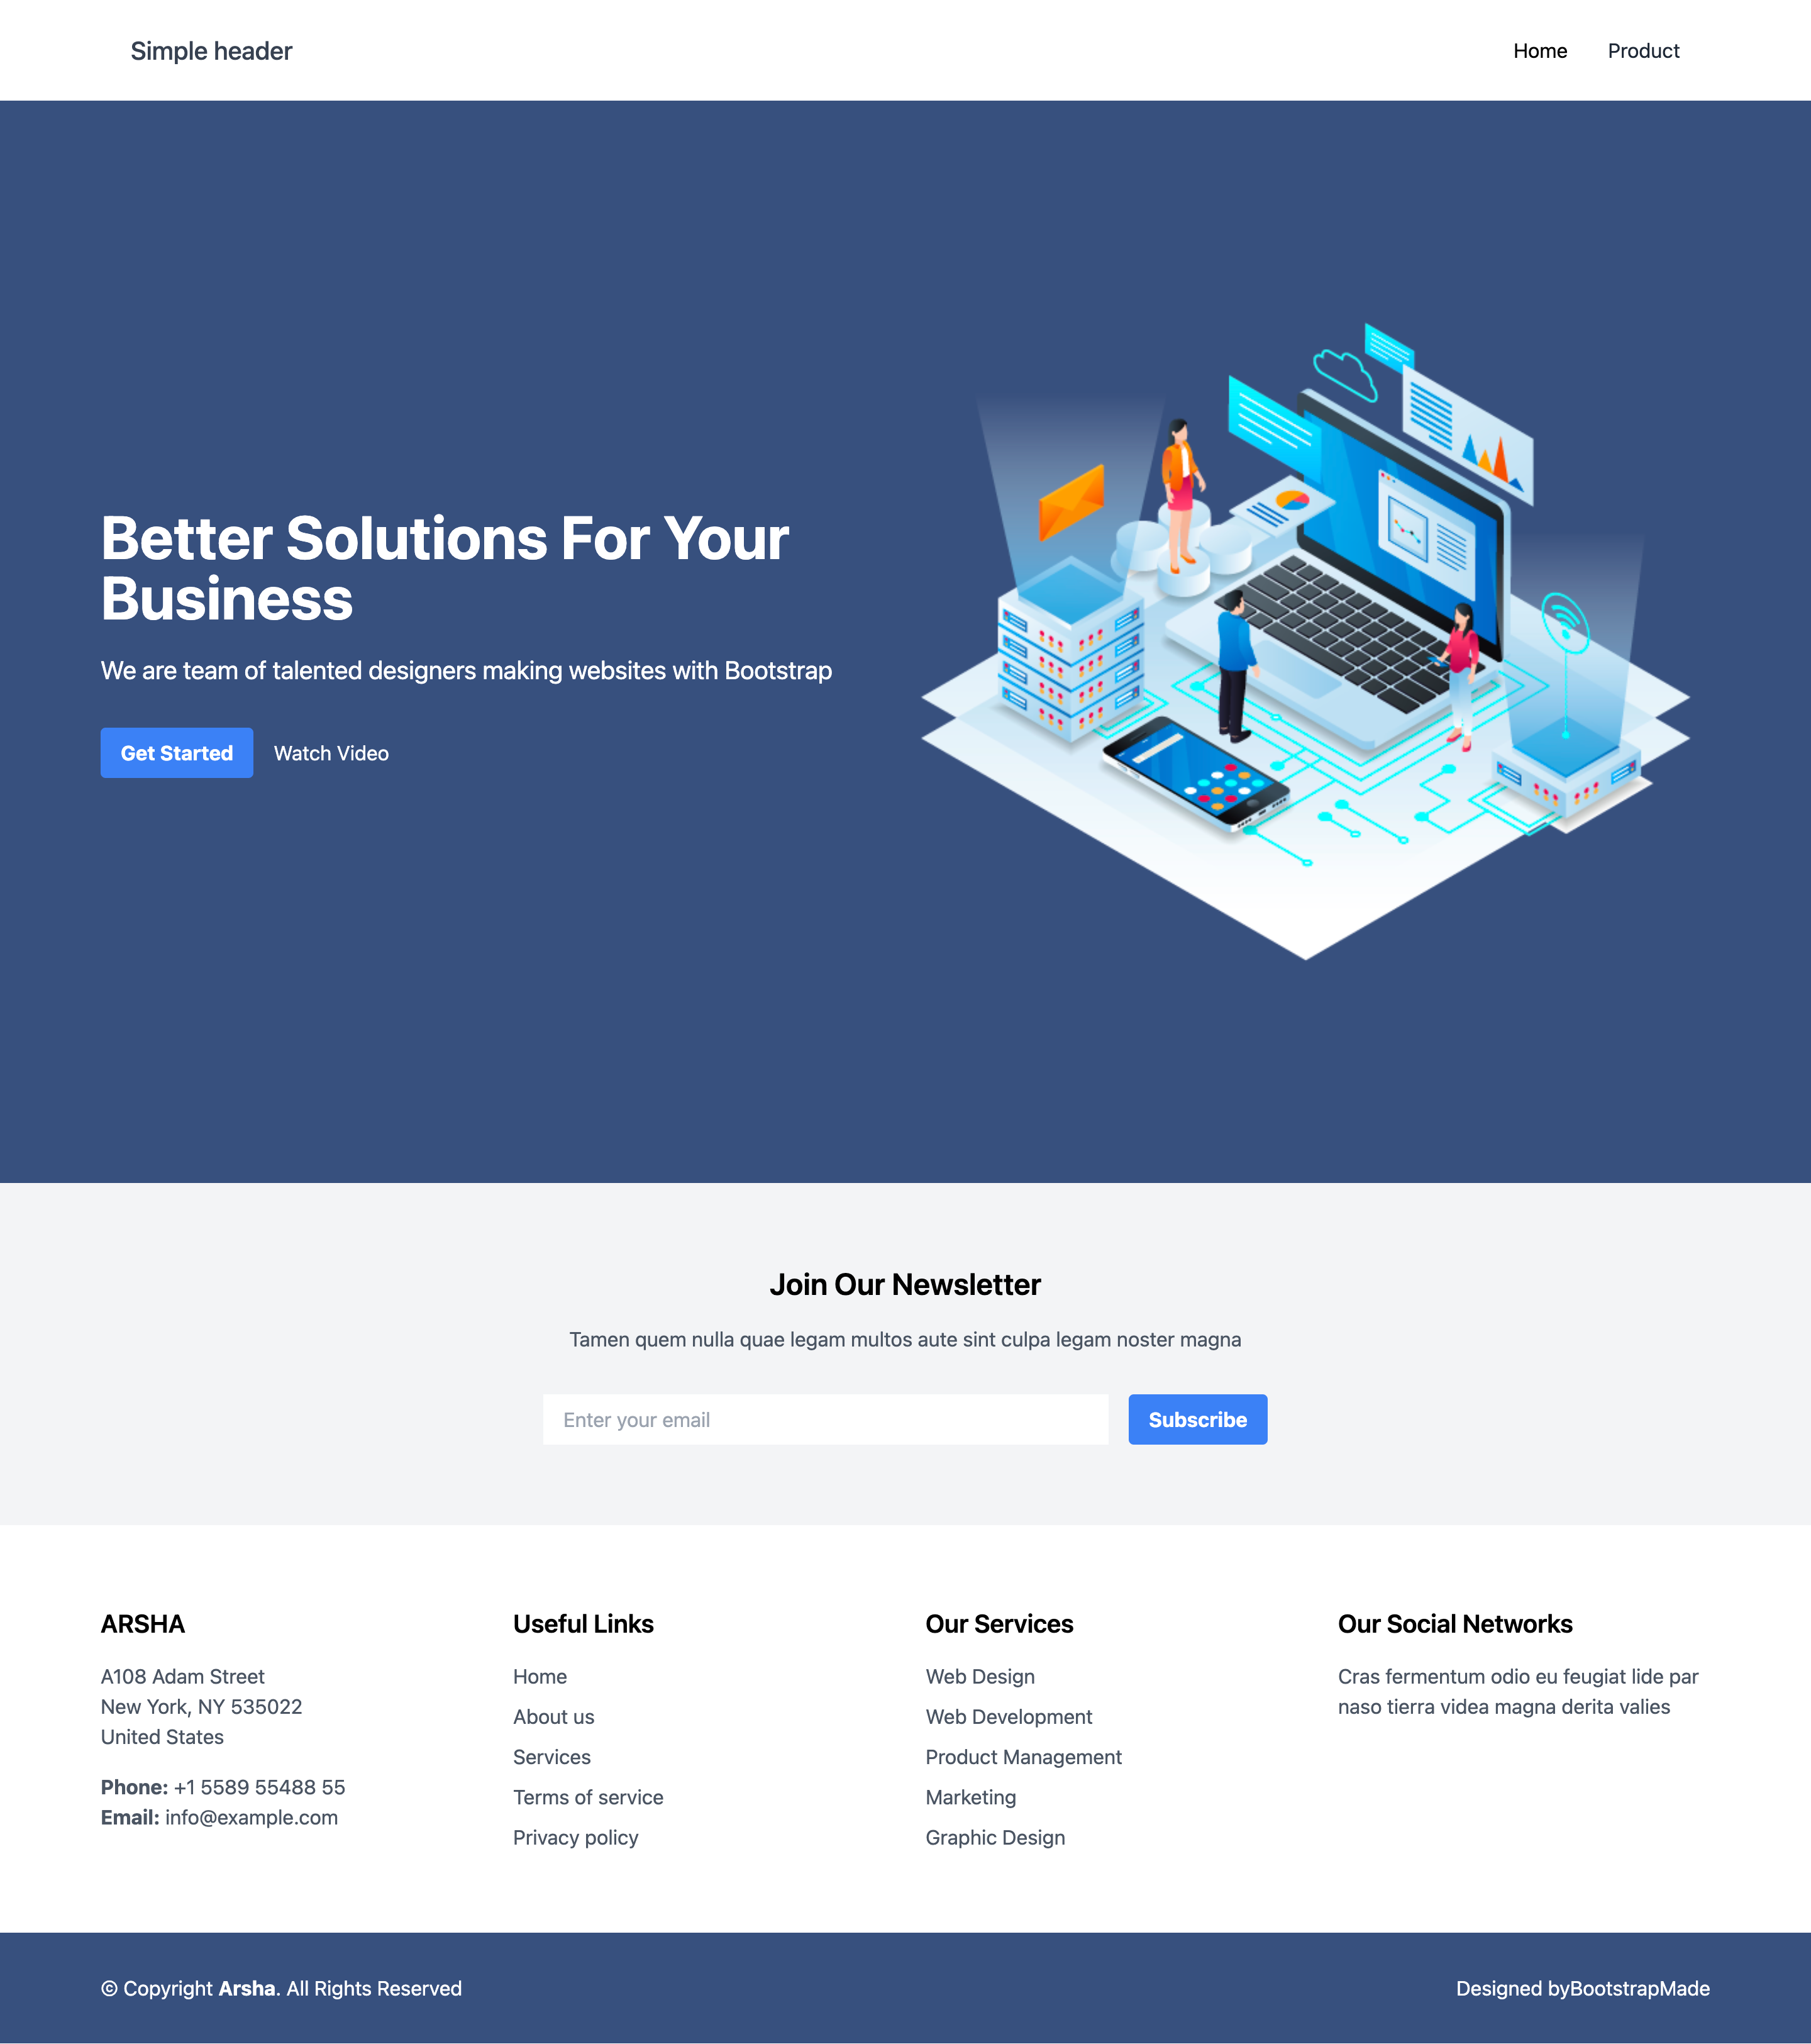 Simple header
Home
Product
Better Solutions For Your
Business
We are team of talented designers making websites with Bootstrap
Get Started
Watch Video
Join Our Newsletter
Tamen quem nulla quae legam multos aute sint culpa legam noster magna
Enter your email
Subscribe
ARSHA
A108 Adam Street
New York, NY 535022
United States
Phone: +1 5589 55488 55
Email: info@example.com
Useful Links
Home
About us
Services
Terms of service
Privacy policy
Our Services
Web Design
Web Development
Product Management
Marketing
Graphic Design
Our Social Networks
Cras fermentum odio eu feugiat lide par
naso tierra videa magna derita valies
© Copyright Arsha. All Rights Reserved
Designed byBootstrapMade